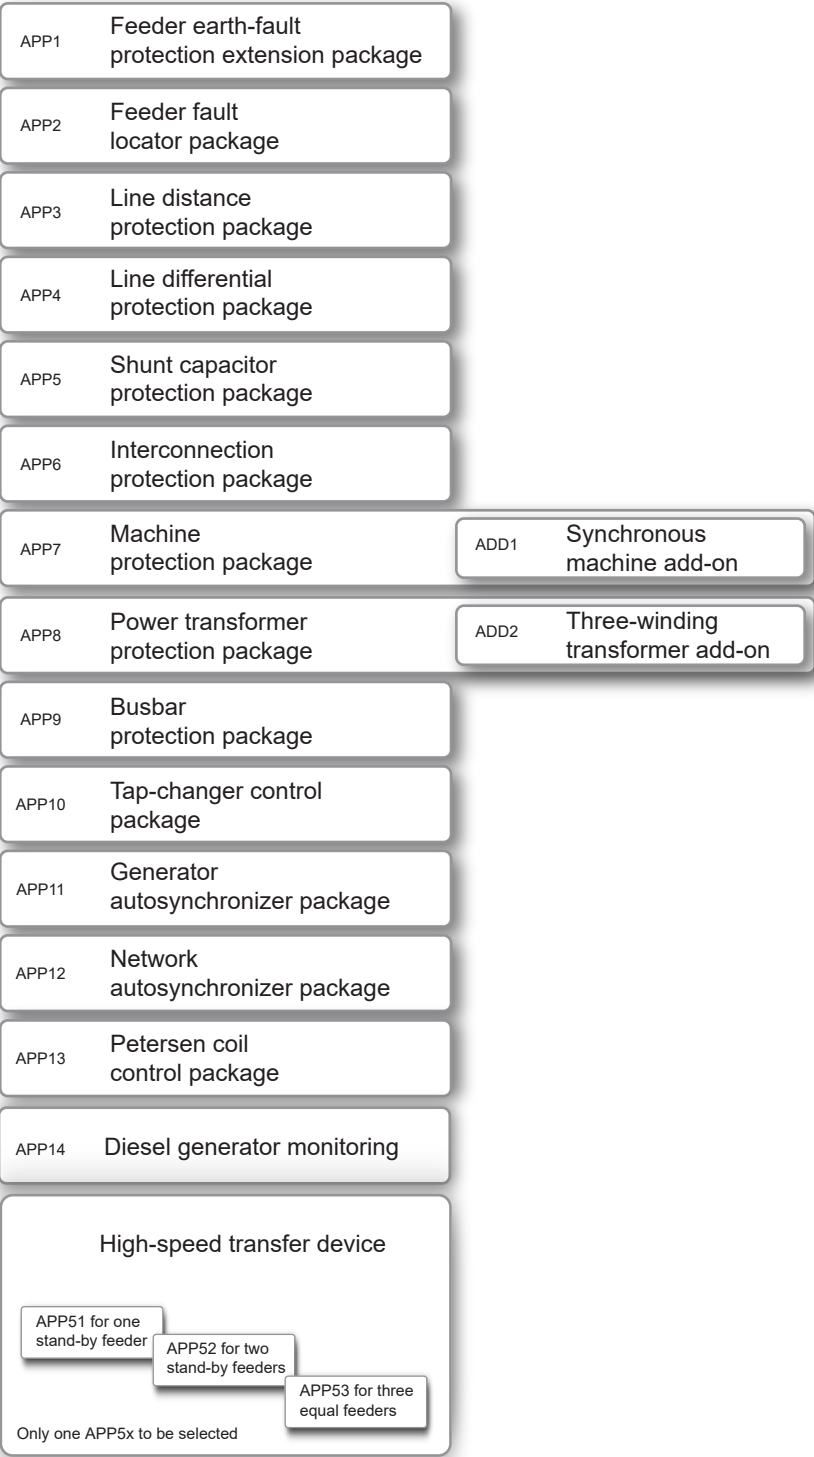 APP1
Feeder earth-fault
protection extension package
APP2
Feeder fault
locator package
APP3
Line distance
protection package
APP4
Line differential
protection package
APP5
Shunt capacitor
protection package
APP6
Interconnection
protection package
APP7
Machine
protection package
ADD1
Synchronous
machine add-on
APP8
Power transformer
protection package
ADD2
Three-winding
transformer add-on
APP9
Busbar
protection package
APP10
Tap-changer control
package
APP11
Generator
autosynchronizer package
APP12
Network
autosynchronizer package
APP13
Petersen coil
control package
APP14
Diesel generator monitoring
High-speed transfer device
APP51 for one
stand-by feeder
APP52 for two
stand-by feeders
APP53 for three
equal feeders
Only one APP5x to be selected